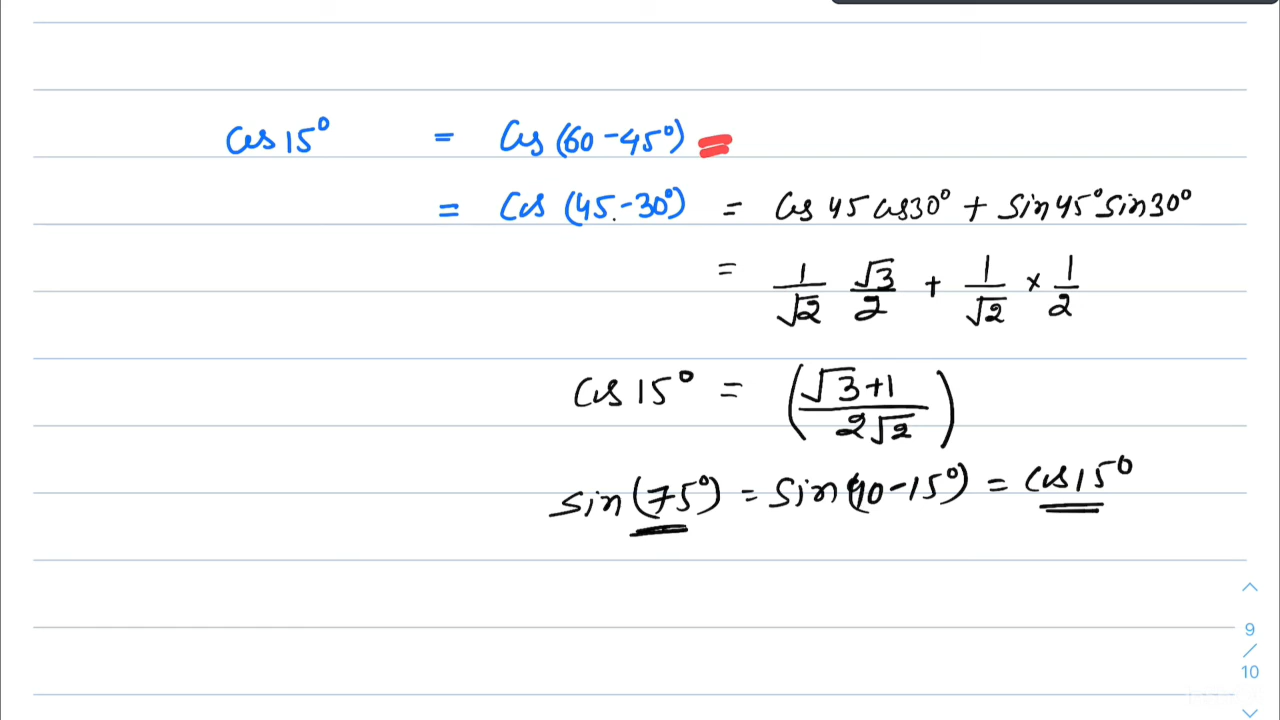 cos 15° = cos (60 - 45°) =
= cos (45. - 30°) = cos 45 cos 30° + sin 45° sin 30°
= 1/√2 √3/2 + 1/√2 × 1/2
cos 15° = (√3+1 / 2√2)
sin (75°) = sin (90 - 15°) = cos 15°
9
/
10